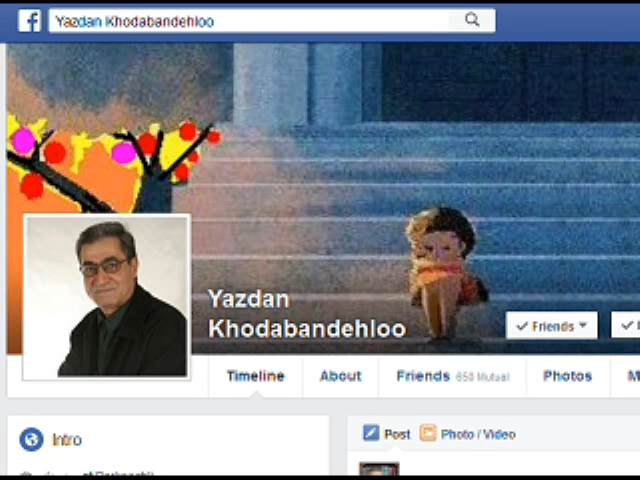 f
Yazdan Khodabandehloo
Yazdan
Khodabandehloo
Friends
Timeline
About
Friends 650 Mutual
Photos
Intro
Post
Photo / Video